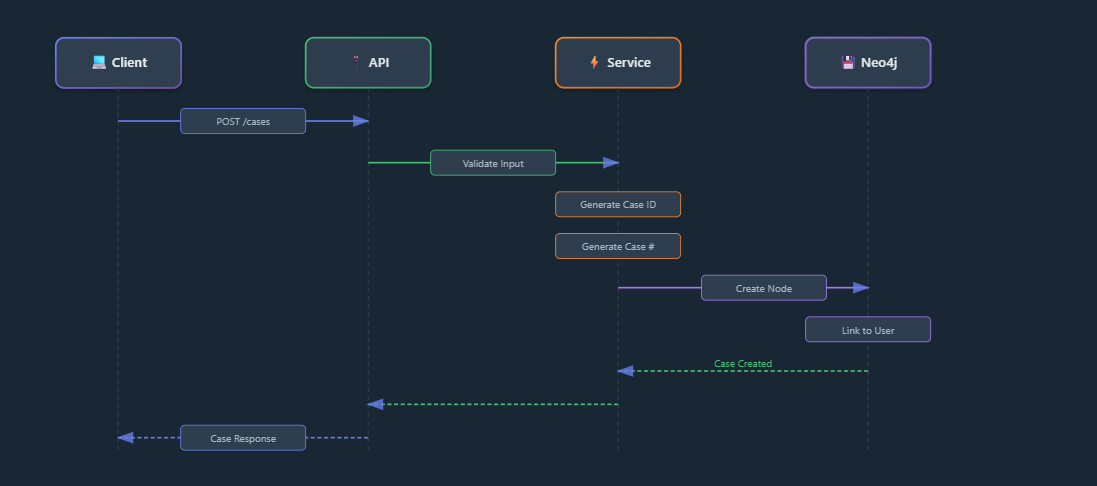 Client
API
Service
Neo4j
POST /cases
Validate Input
Generate Case ID
Generate Case #
Create Node
Link to User
Case Created
Case Response